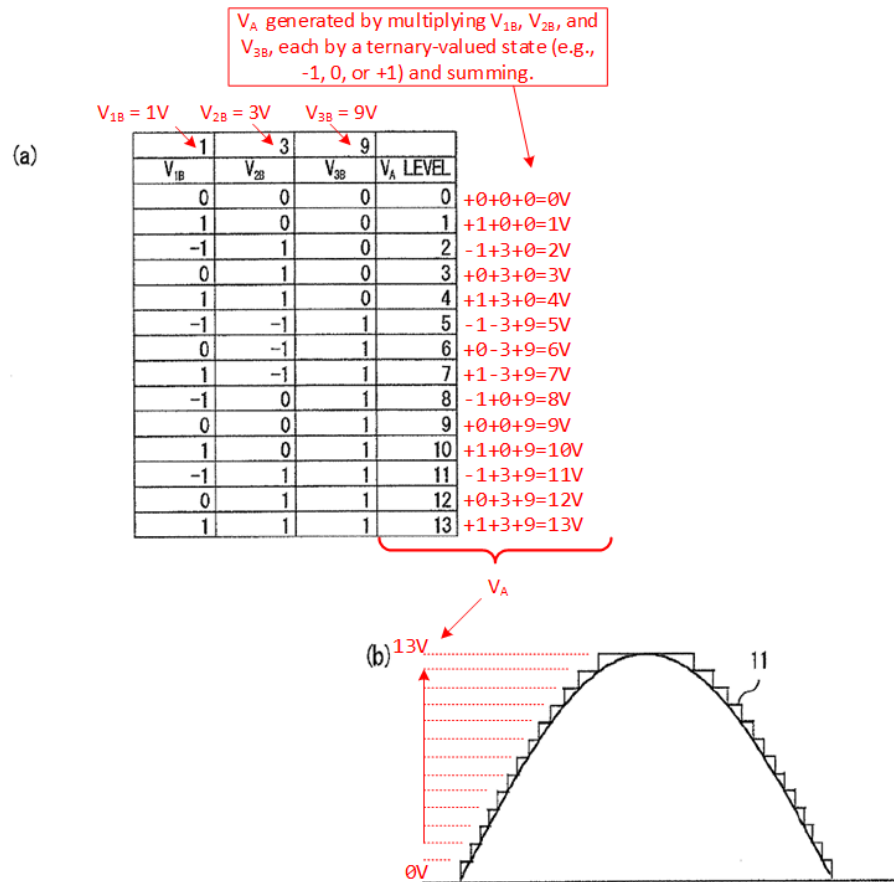 V_A generated by multiplying V_1B, V_2B, and
V_3B, each by a ternary-valued state (e.g.,
-1, 0, or +1) and summing.
V_1B = 1V V_2B = 3V V_3B = 9V
(a)
1 3 9
V_1B V_2B V_3B V_A LEVEL
0 0 0 0 +0+0+0=0V
1 0 0 1 +1+0+0=1V
-1 1 0 2 -1+3+0=2V
0 1 0 3 +0+3+0=3V
1 1 0 4 +1+3+0=4V
-1 -1 1 5 -1-3+9=5V
0 -1 1 6 +0-3+9=6V
1 -1 1 7 +1-3+9=7V
-1 0 1 8 -1+0+9=8V
0 0 1 9 +0+0+9=9V
1 0 1 10 +1+0+9=10V
-1 1 1 11 -1+3+9=11V
0 1 1 12 +0+3+9=12V
1 1 1 13 +1+3+9=13V
V_A
(b) 13V
11
0V